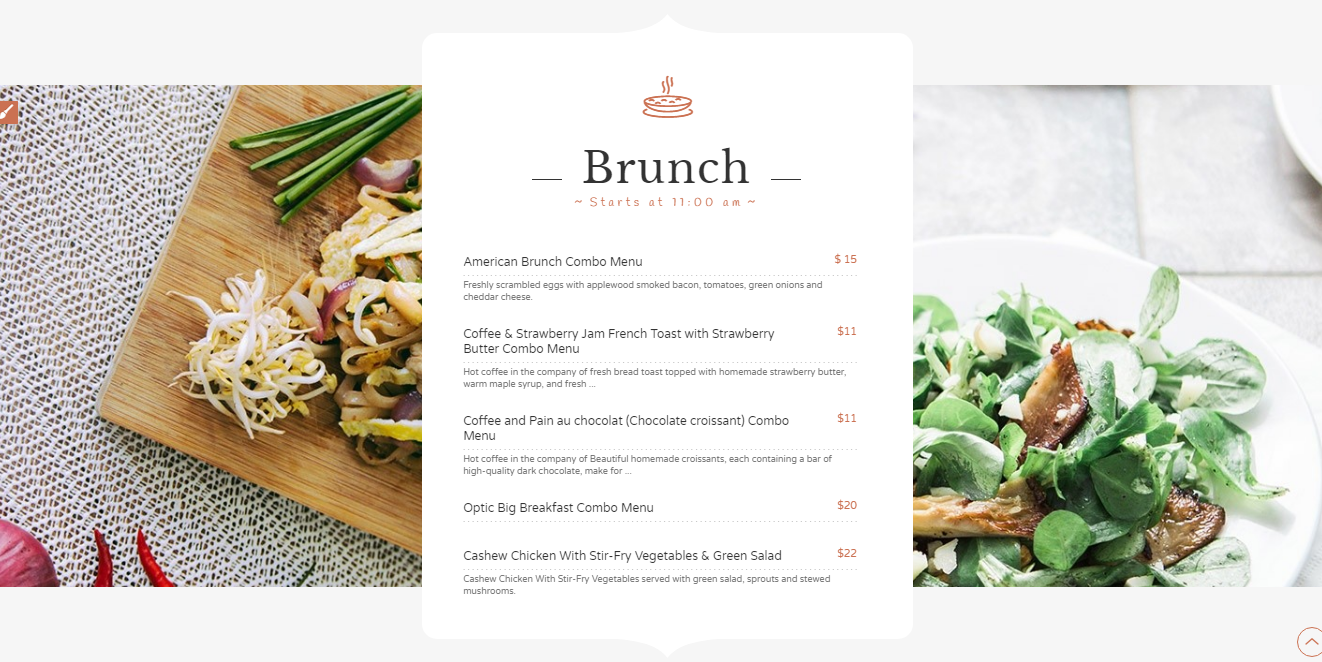 Brunch
~ Starts at 11:00 am ~
American Brunch Combo Menu $ 15
Freshly scrambled eggs with applewood smoked bacon, tomatoes, green onions and
cheddar cheese.
Coffee & Strawberry Jam French Toast with Strawberry $11
Butter Combo Menu
Hot coffee in the company of fresh bread toast topped with homemade strawberry butter,
warm maple syrup, and fresh ...
Coffee and Pain au chocolat (Chocolate croissant) Combo $11
Menu
Hot coffee in the company of Beautiful homemade croissants, each containing a bar of
high-quality dark chocolate, make for ...
Optic Big Breakfast Combo Menu $20
Cashew Chicken With Stir-Fry Vegetables & Green Salad $22
Cashew Chicken With Stir-Fry Vegetables served with green salad, sprouts and stewed
mushrooms.